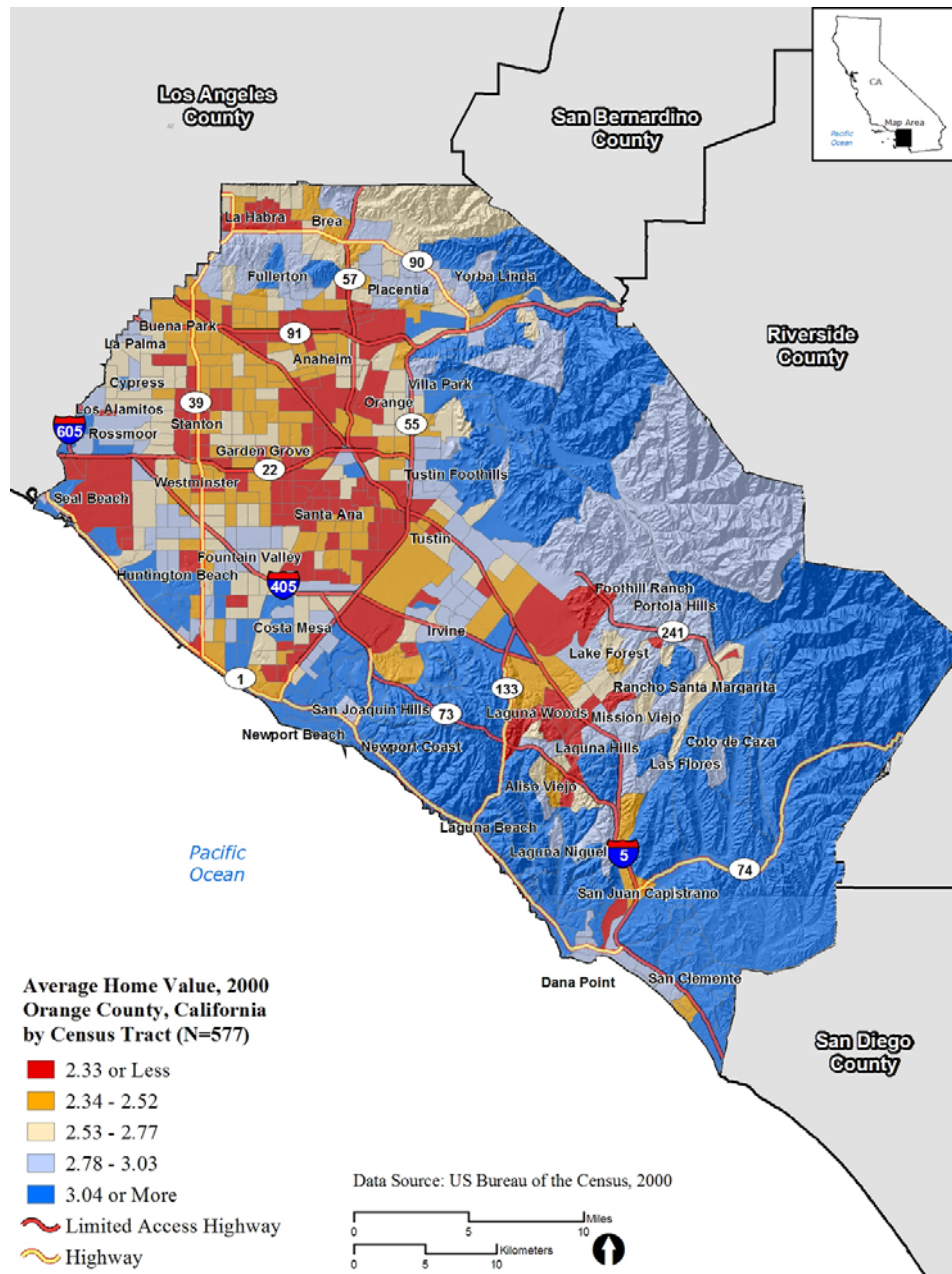 Los Angeles
County
San Bernardino
County
CA
Map Area
Pacific
Ocean
Riverside
County
La Habra
Brea
90
Fullerton
57
Yorba Linda
Placentia
Buena Park
91
La Palma
Anaheim
Cypress
Villa Park
39
Orange
Los Alamitos
55
605
Rossmoor
Stanton
Garden Grove
22
Tustin Foothills
Westminster
Seal Beach
Santa Ana
Tustin
Fountain Valley
Huntington Beach
405
Foothill Ranch
Portola Hills
Costa Mesa
Irvine
241
Lake Forest
1
133
Rancho Santa Margarita
San Joaquin Hills
73
Laguna Woods
Mission Viejo
Newport Beach
Newport Coast
Laguna Hills
Coto de Caza
Las Flores
Aliso Viejo
Laguna Beach
Pacific
Ocean
Laguna Niguel
5
74
San Juan Capistrano
Dana Point
San Clemente
San Diego
County
Average Home Value, 2000
Orange County, California
by Census Tract (N=577)
2.33 or Less
2.34 - 2.52
2.53 - 2.77
2.78 - 3.03
3.04 or More
Limited Access Highway
Highway
Data Source: US Bureau of the Census, 2000
Miles
0 5 10
Kilometers
0 5 10